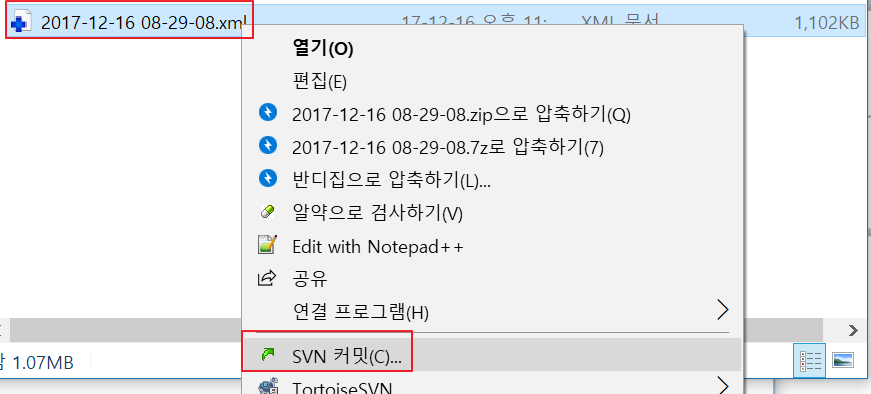 2017-12-16 08-29-08.xml 17-12-16 오후 11: XML 문서 1,102KB
열기(O)
편집(E)
2017-12-16 08-29-08.zip으로 압축하기(Q)
2017-12-16 08-29-08.7z로 압축하기(7)
반디집으로 압축하기(L)...
알약으로 검사하기(V)
Edit with Notepad++
공유
연결 프로그램(H)
SVN 커밋(C)...
1.07MB
TortoiseSVN